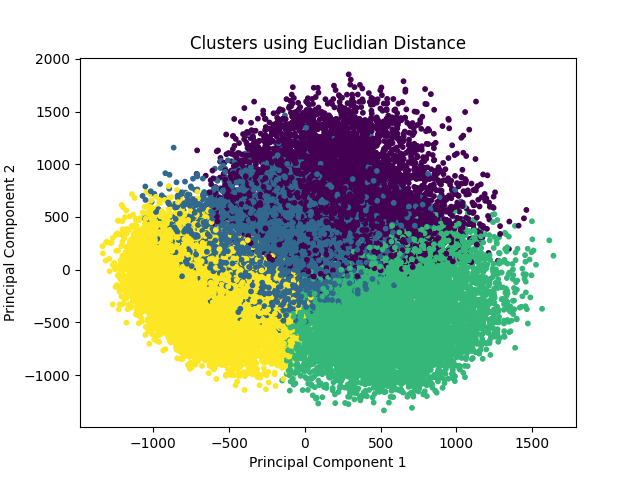 Clusters using Euclidian Distance
2000
1500
1000
500
0
−500
−1000
Principal Component 2
−1000 −500 0 500 1000 1500
Principal Component 1